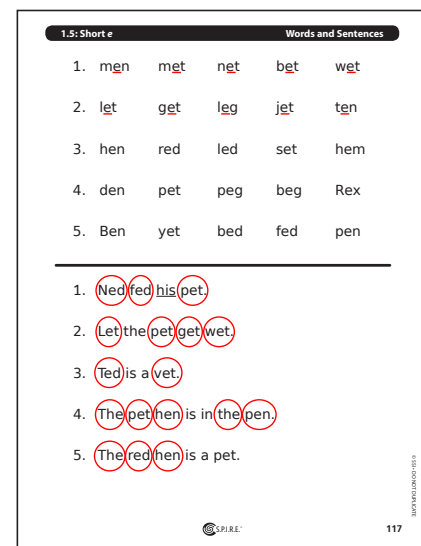 1.5: Short e Words and Sentences
1. men met net bet wet
2. let get leg jet ten
3. hen red led set hem
4. den pet peg beg Rex
5. Ben yet bed fed pen
1. Ned fed his pet.
2. Let the pet get wet.
3. Ted is a vet.
4. The pet hen is in the pen.
5. The red hen is a pet.
© SSI • DO NOT DUPLICATE
S.P.I.R.E.® 117